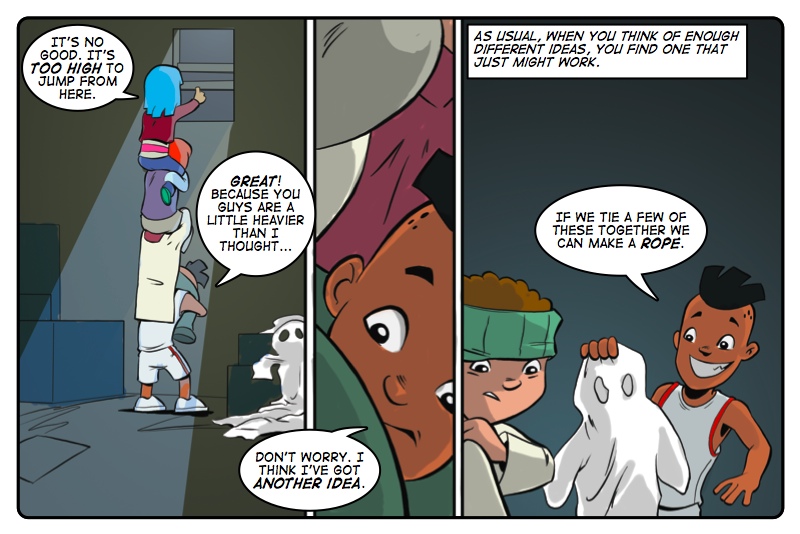 IT'S NO
GOOD. IT'S
TOO HIGH TO
JUMP FROM
HERE.
GREAT!
BECAUSE YOU
GUYS ARE A
LITTLE HEAVIER
THAN I
THOUGHT...
DON'T WORRY. I
THINK I'VE GOT
ANOTHER IDEA.
AS USUAL, WHEN YOU THINK OF ENOUGH
DIFFERENT IDEAS, YOU FIND ONE THAT
JUST MIGHT WORK.
IF WE TIE A FEW OF
THESE TOGETHER WE
CAN MAKE A ROPE.